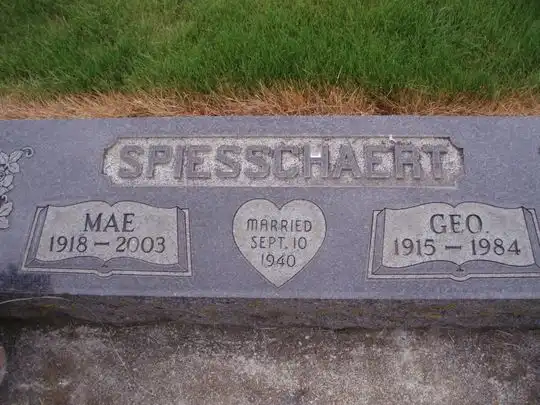 SPIESSCHAERT
MAE
1918 – 2003
MARRIED
SEPT. 10
1940
GEO.
1915 – 1984